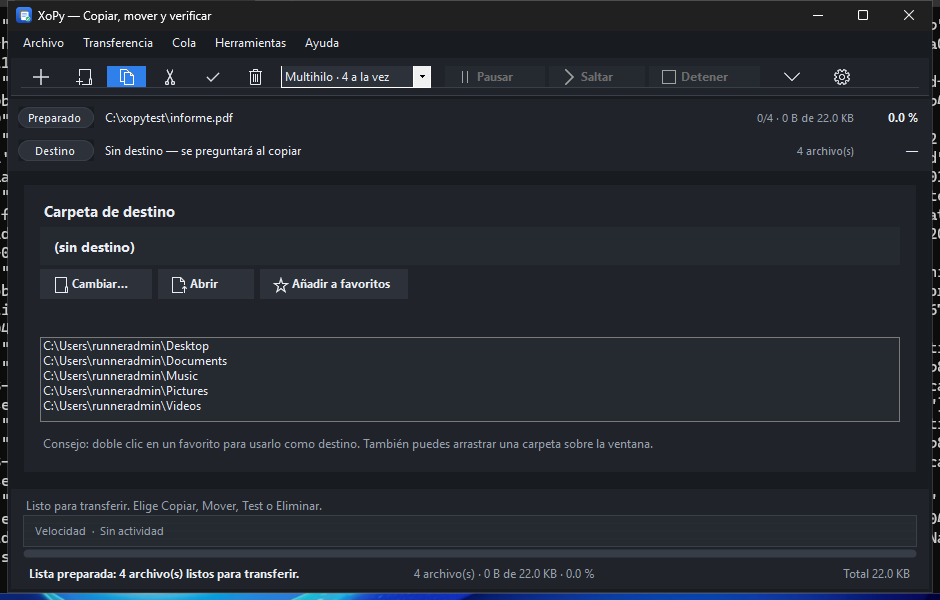 XoPy — Copiar, mover y verificar
Archivo Transferencia Cola Herramientas Ayuda
Multihilo · 4 a la vez Pausar Saltar Detener
Preparado C:\xopytest\informe.pdf 0/4 · 0 B de 22.0 KB 0.0 %
Destino Sin destino — se preguntará al copiar 4 archivo(s) —
Carpeta de destino
(sin destino)
Cambiar... Abrir Añadir a favoritos
C:\Users\runneradmin\Desktop
C:\Users\runneradmin\Documents
C:\Users\runneradmin\Music
C:\Users\runneradmin\Pictures
C:\Users\runneradmin\Videos
Consejo: doble clic en un favorito para usarlo como destino. También puedes arrastrar una carpeta sobre la ventana.
Listo para transferir. Elige Copiar, Mover, Test o Eliminar.
Velocidad · Sin actividad
Lista preparada: 4 archivo(s) listos para transferir. 4 archivo(s) · 0 B de 22.0 KB · 0.0 % Total 22.0 KB